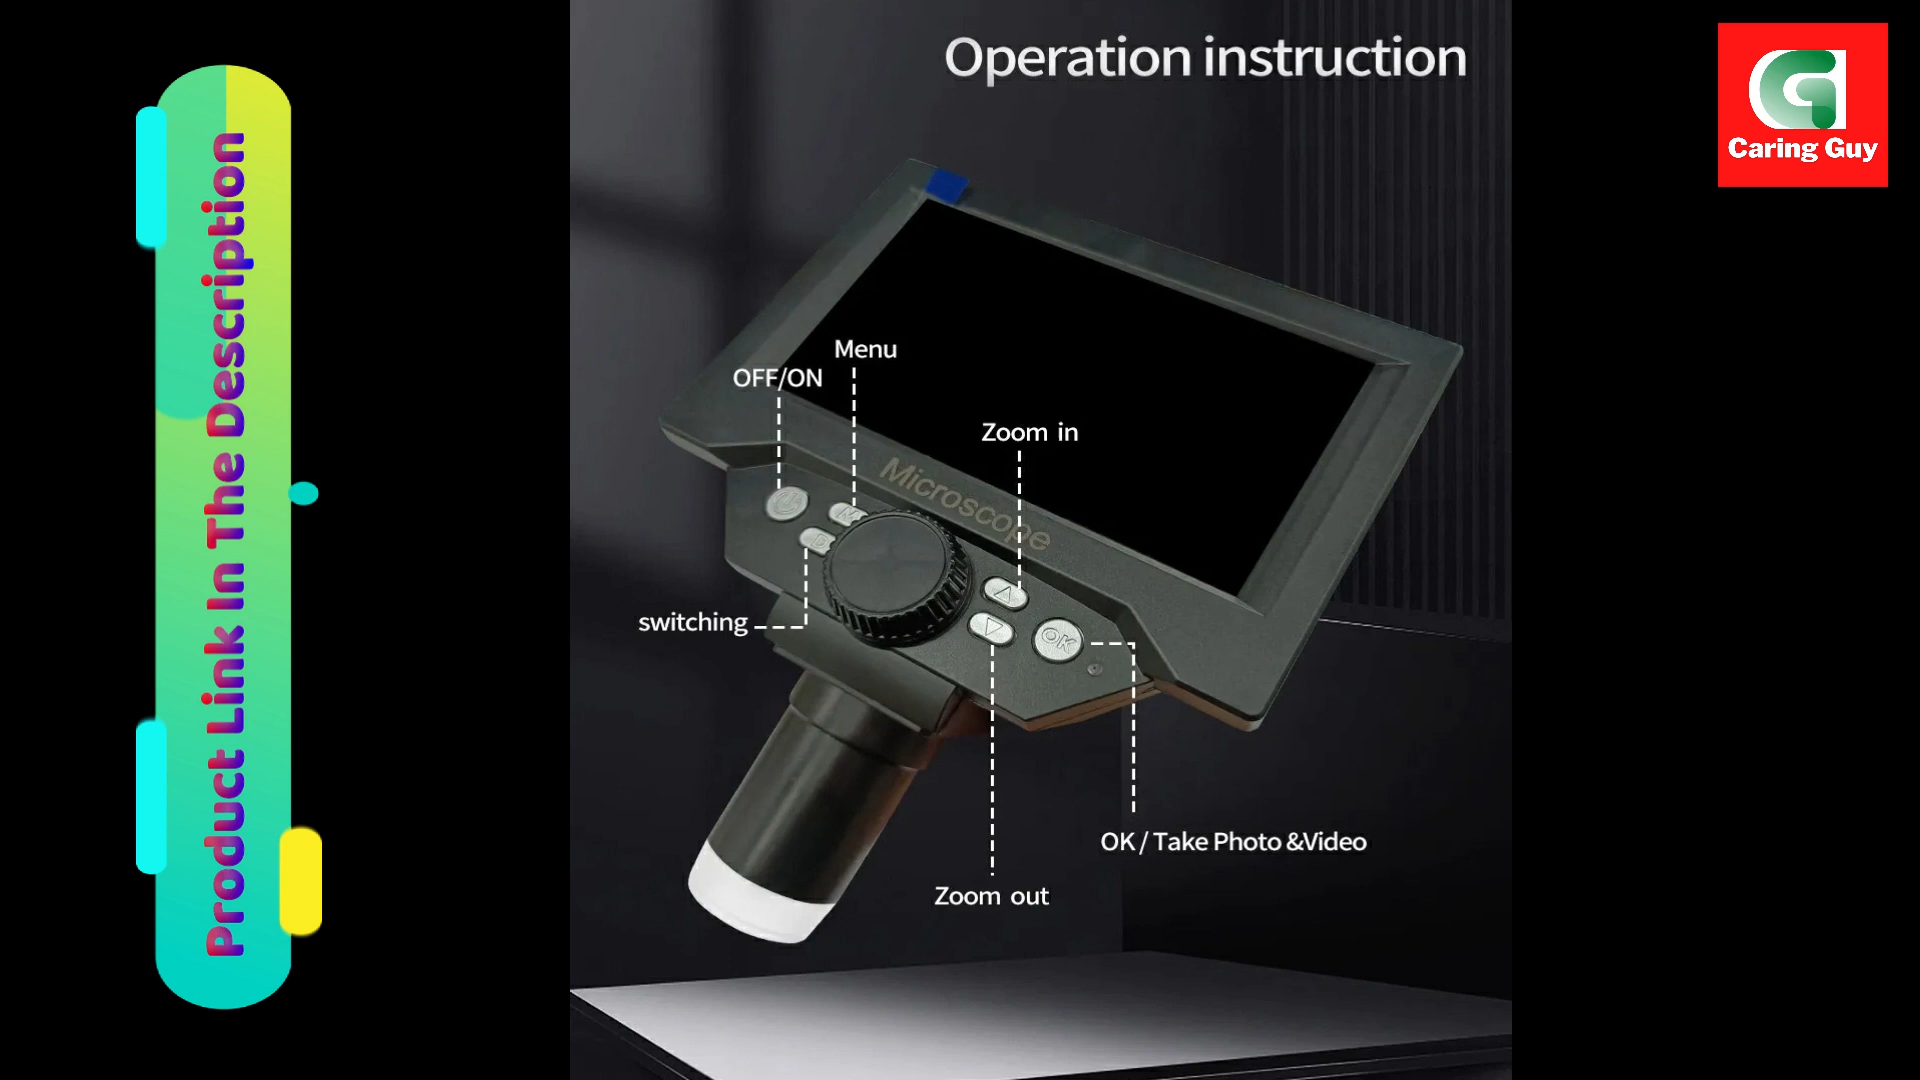 Product Link In The Description
Operation instruction
Caring Guy
Menu
OFF/ON
Zoom in
Microscope
M
D
switching
OK
OK / Take Photo &Video
Zoom out